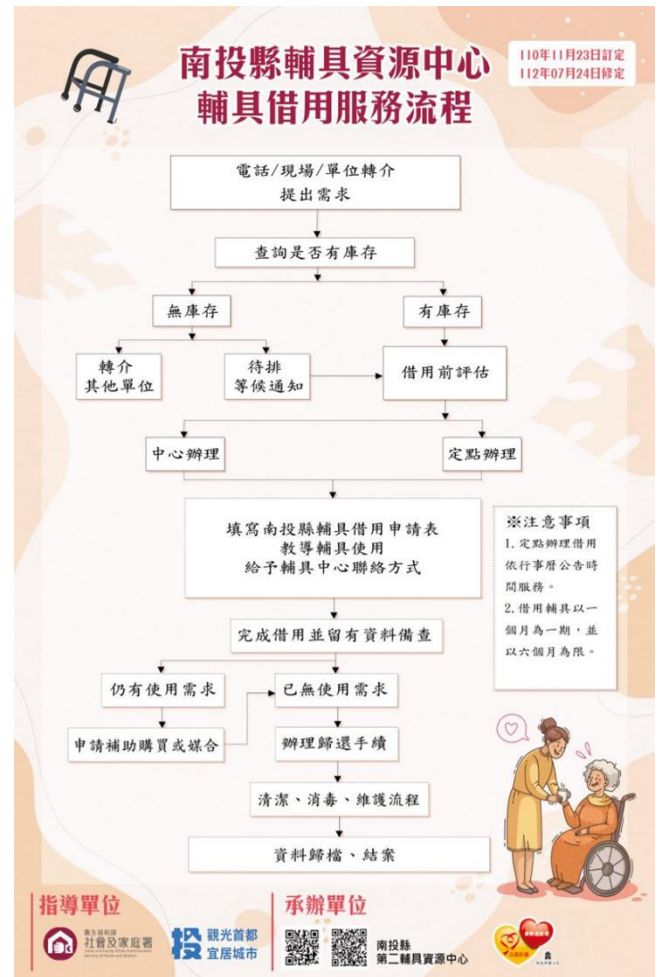 南投縣輔具資源中心
輔具借用服務流程
110年11月23日訂定
112年07月24日修定
電話/現場/單位轉介
提出需求
查詢是否有庫存
無庫存
有庫存
轉介
其他單位
待排
等候通知
借用前評估
中心辦理
定點辦理
填寫南投縣輔具借用申請表
教導輔具使用
給予輔具中心聯絡方式
※注意事項
1. 定點辦理借用
依行事曆公告時
間服務。
2. 借用輔具以一
個月為一期，並
以六個月為限。
完成借用並留有資料備查
仍有使用需求
已無使用需求
申請補助購買或媒合
辦理歸還手續
清潔、消毒、維護流程
資料歸檔、結案
指導單位
衛生福利部
社會及家庭署
投
觀光首都
宜居城市
承辦單位
南投縣
第二輔具資源中心